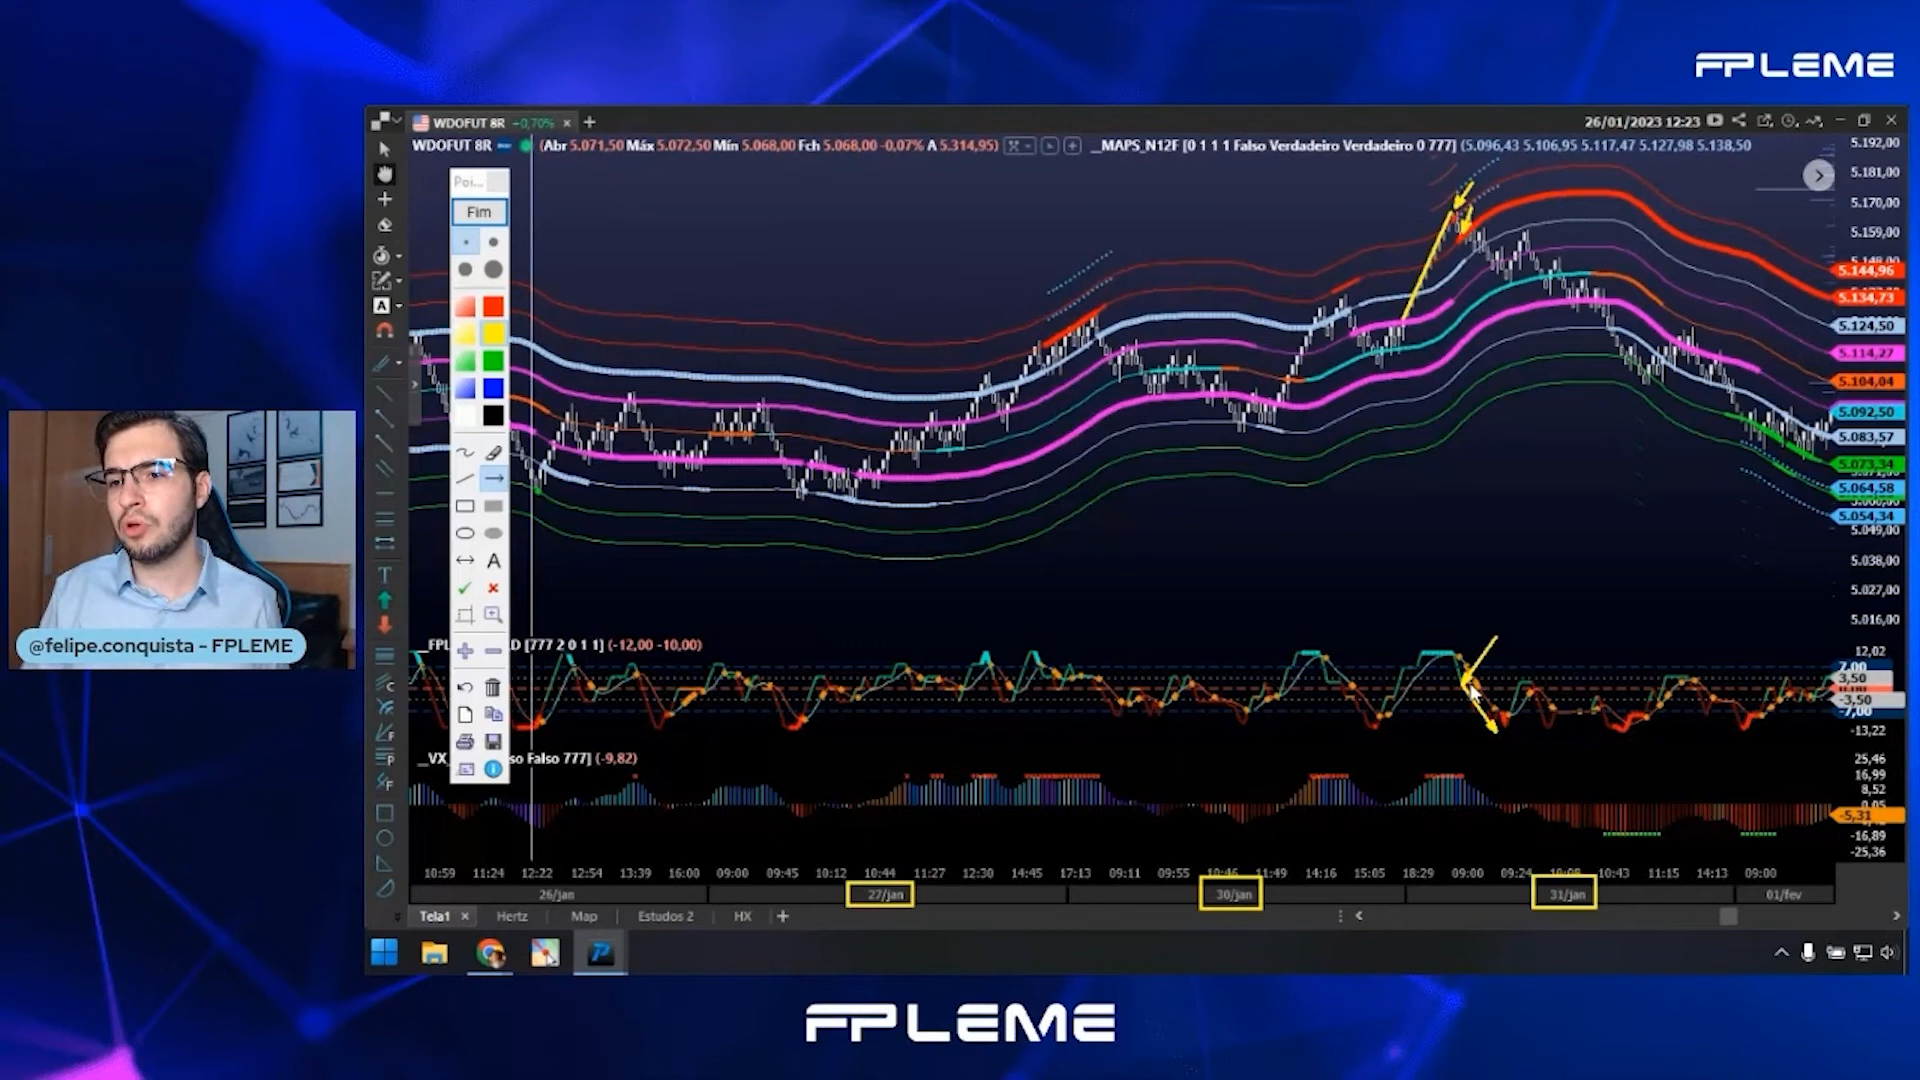 FPLEME
WDOFUT 8R +0,70%
26/01/2023 12:23
WDOFUT 8R (Abr 5.071,50 Máx 5.072,50 Mín 5.068,00 Fch 5.068,00 -0,07% A 5.314,95) __MAPS_N12F [0 1 1 1 Falso Verdadeiro Verdadeiro 0 777] (5.096,43 5.106,95 5.117,47 5.127,98 5.138,50
Poi...
Fim
A
5.192,00
5.181,00
5.170,00
5.159,00
5.144,96
5.134,73
5.124,50
5.114,27
5.104,04
5.092,50
5.083,57
5.073,34
5.064,58
5.054,34
5.049,00
5.038,00
5.027,00
5.016,00
@felipe.conquista - FPLEME
__FPL D [777 2 0 1 1] (-12,00 -10,00)
12,02
7,00
3,50
-3,50
-7,00
-13,22
__VX so Falso 777] (-9,82)
25,46
16,99
8,52
0,05
-5,31
-16,89
-25,36
10:59 11:24 12:22 12:54 13:39 16:00 09:00 09:45 10:12 10:44 11:27 12:30 14:45 17:13 09:11 09:55 10:46 11:49 14:16 15:05 18:29 09:00 09:24 10:08 10:43 11:15 14:13 09:00
26/jan 27/jan 30/jan 31/jan 01/fev
Tela1 Hertz Map Estudos 2 HX
FPLEME